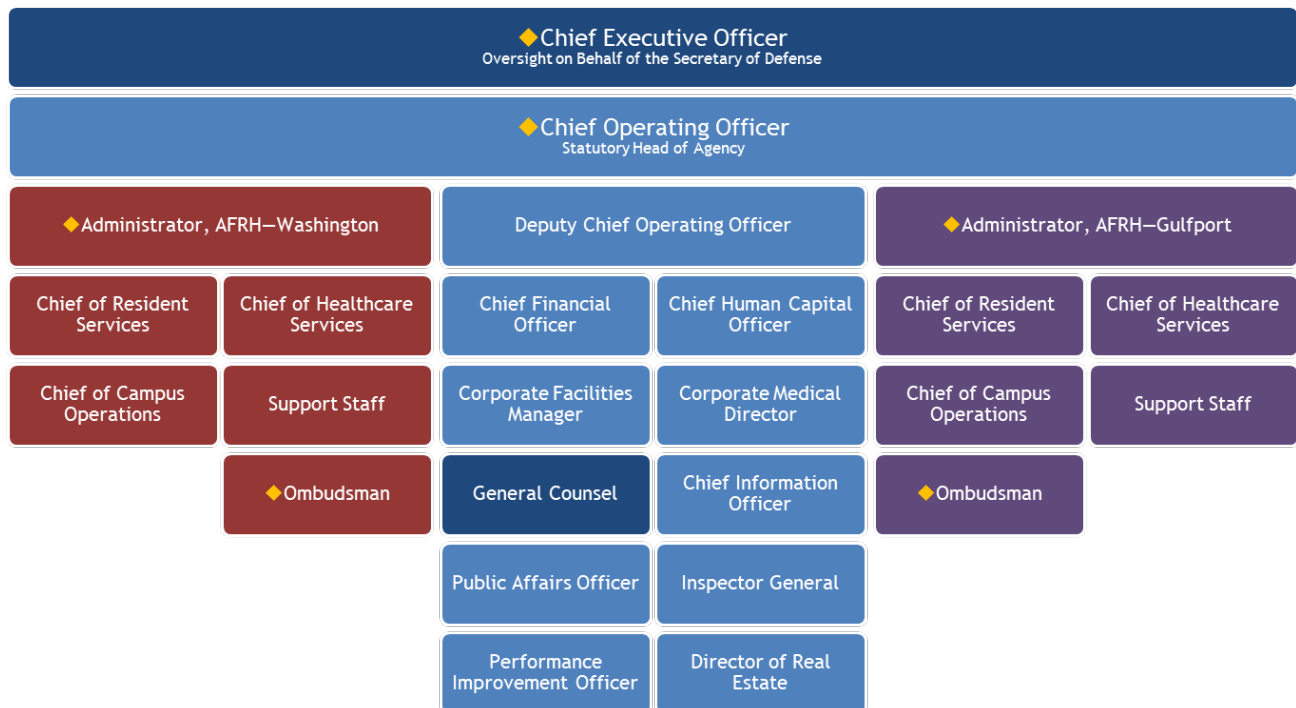 ◆Chief Executive Officer
Oversight on Behalf of the Secretary of Defense
◆Chief Operating Officer
Statutory Head of Agency
◆Administrator, AFRH—Washington
Deputy Chief Operating Officer
◆Administrator, AFRH—Gulfport
Chief of Resident
Services
Chief of Healthcare
Services
Chief Financial
Officer
Chief Human Capital
Officer
Chief of Resident
Services
Chief of Healthcare
Services
Chief of Campus
Operations
Support Staff
Corporate Facilities
Manager
Corporate Medical
Director
Chief of Campus
Operations
Support Staff
◆Ombudsman
General Counsel
Chief Information
Officer
◆Ombudsman
Public Affairs Officer
Inspector General
Performance
Improvement Officer
Director of Real
Estate